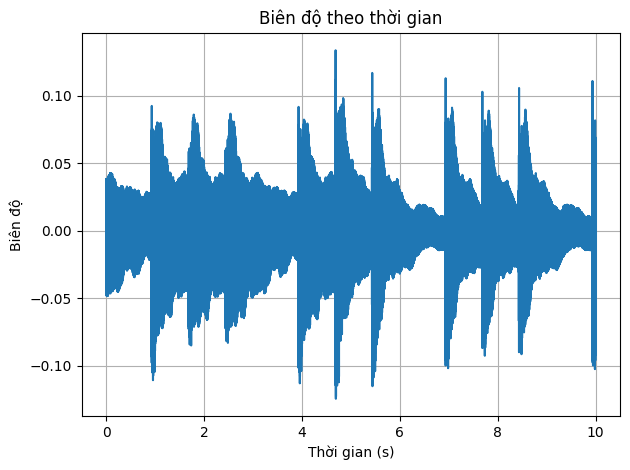 Biên độ theo thời gian
0.10
0.05
0.00
−0.05
−0.10
Biên độ
0 2 4 6 8 10
Thời gian (s)